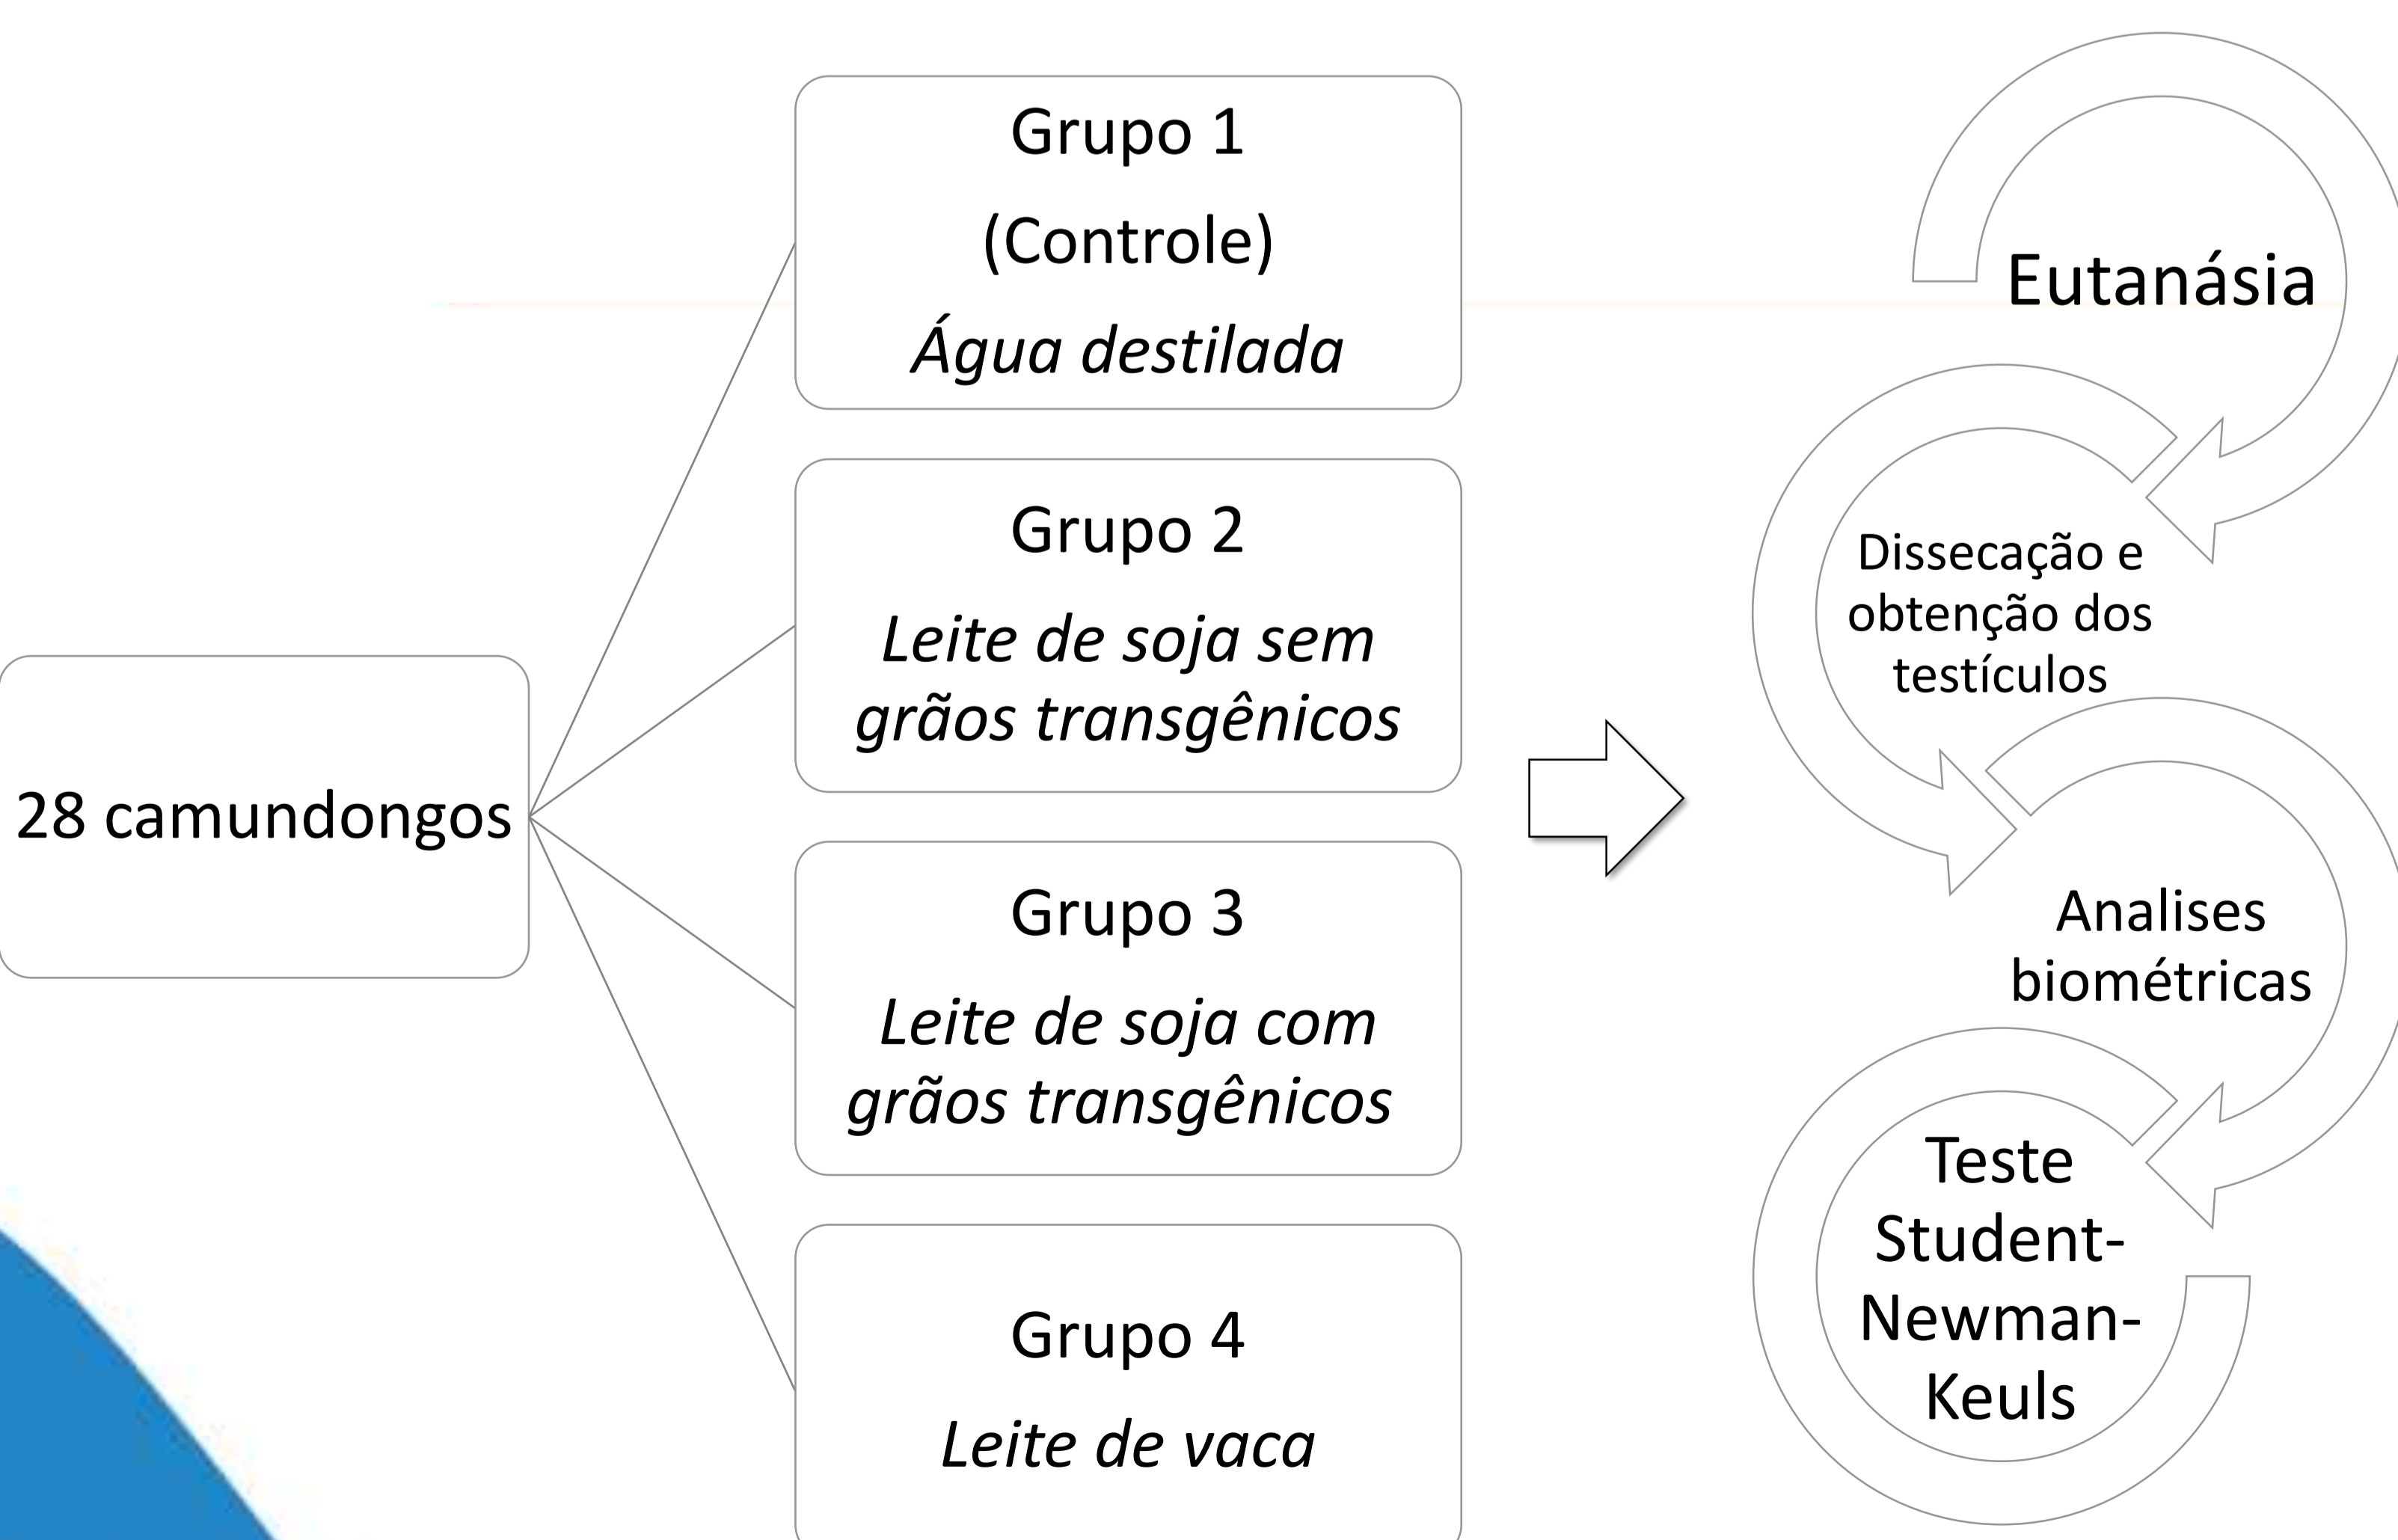 28 camundongos
Grupo 1
(Controle)
Água destilada
Grupo 2
Leite de soja sem
grãos transgênicos
Grupo 3
Leite de soja com
grãos transgênicos
Grupo 4
Leite de vaca
Eutanásia
Dissecação e
obtenção dos
testículos
Analises
biométricas
Teste
Student-
Newman-
Keuls